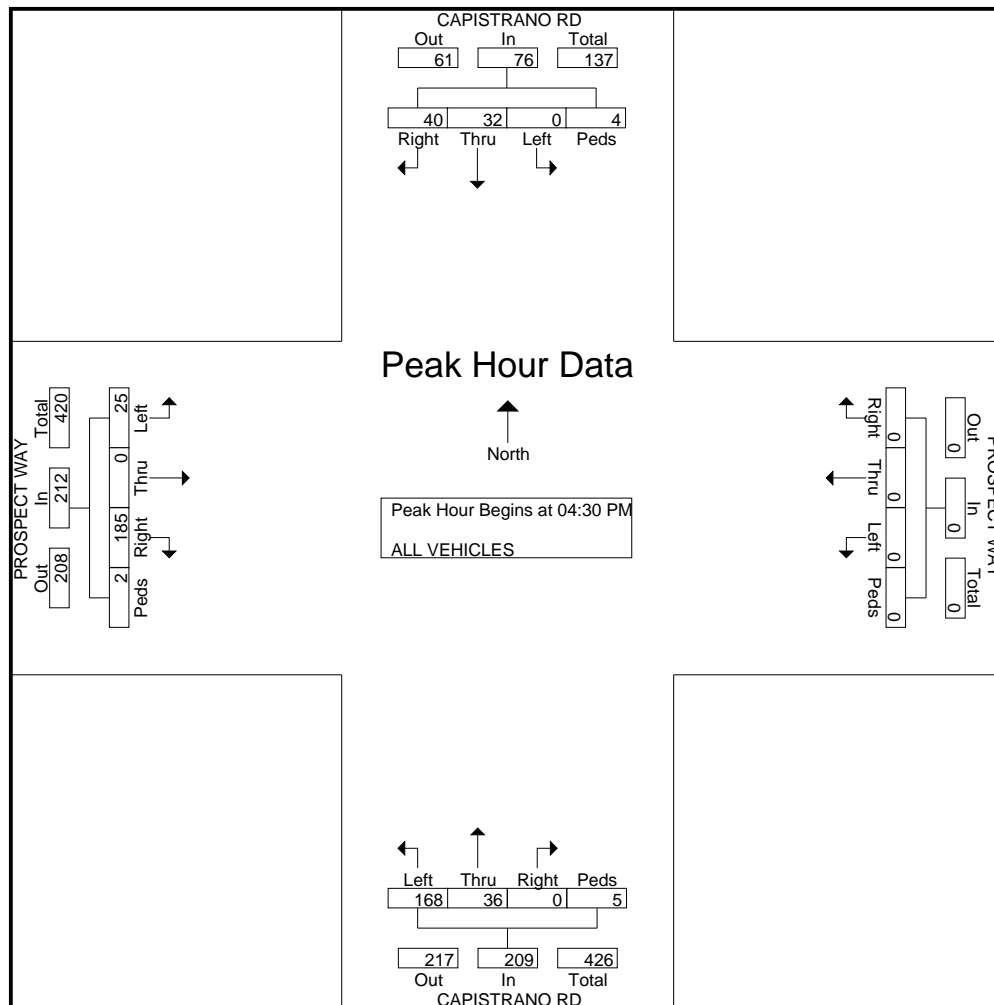 CAPISTRANO RD
Out In Total
61 76 137
40 32 0 4
Right Thru Left Peds
Peak Hour Data
North
Peak Hour Begins at 04:30 PM
ALL VEHICLES
PROSPECT WAY
Out In Total
208 212 420
2 185 0 25
Peds Right Thru Left
PROSPECT WAY
Out In Total
0 0 0
0 0 0 0
Right Thru Left Peds
Left Thru Right Peds
168 36 0 5
217 209 426
Out In Total
CAPISTRANO RD